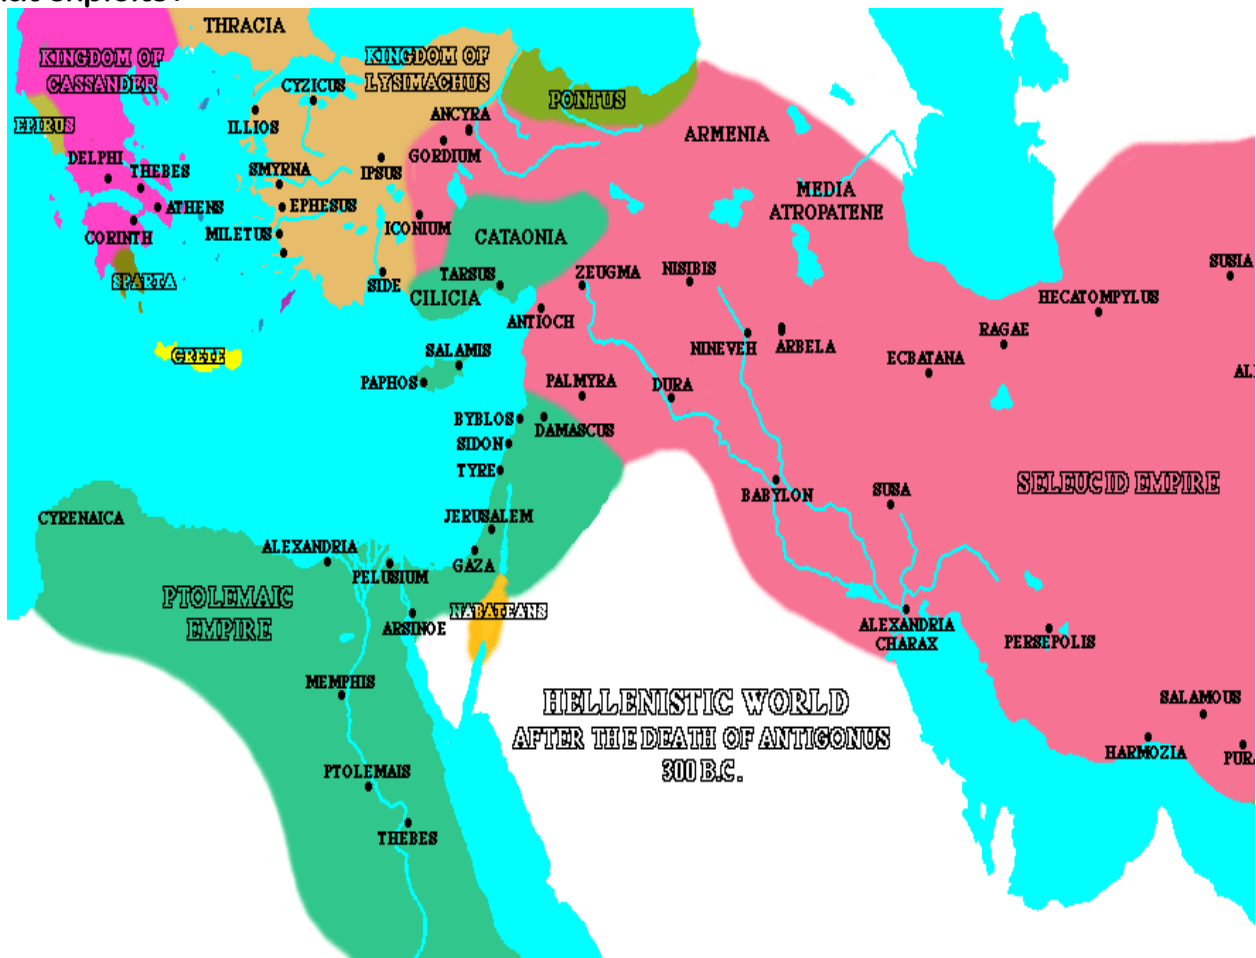 THRACIA
KINGDOM OF
CASSANDER
KINGDOM OF
LYSIMACHUS
CYZICUS
PONTUS
EPIRUS
ILLIOS
ANCYRA
ARMENIA
DELPHI
THEBES
SMYRNA
IPSUS
GORDIUM
MEDIA
ATROPATENE
ATHENS
EPHESUS
CORINTH
MILETUS
ICONIUM
CATAONIA
SPARTA
SIDE
TARSUS
CILICIA
ZEUGMA
NISIBIS
SUSIA
HECATOMPYLUS
ANTIOCH
RAGAE
CRETE
SALAMIS
NINEVEH
ARBELA
ECBATANA
PAPHOS
PALMYRA
DURA
BYBLOS
DAMASCUS
SIDON
TYRE
SELEUCID EMPIRE
BABYLON
SUSA
CYRENAICA
JERUSALEM
ALEXANDRIA
PELUSIUM
GAZA
PTOLEMAIC
EMPIRE
NABATEANS
ARSINOE
ALEXANDRIA
CHARAX
PERSEPOLIS
MEMPHIS
HELLENISTIC WORLD
AFTER THE DEATH OF ANTIGONUS
300 B.C.
SALAMOUS
HARMOZIA
PTOLEMAIS
THEBES